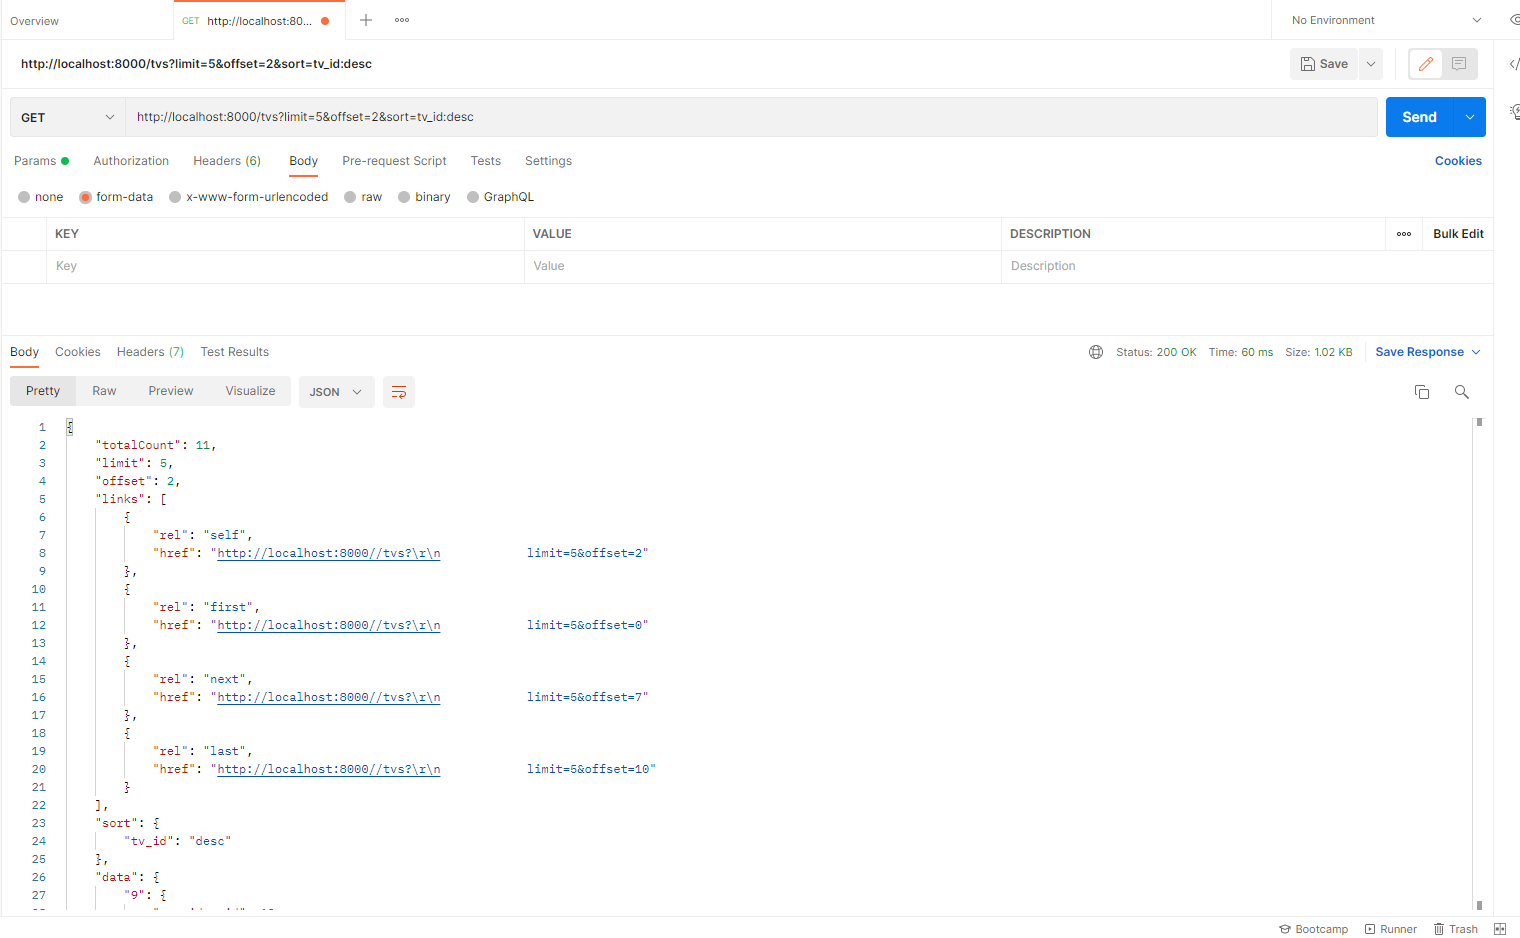 Overview
GET http://localhost:80...
No Environment
http://localhost:8000/tvs?limit=5&offset=2&sort=tv_id:desc
Save
GET
http://localhost:8000/tvs?limit=5&offset=2&sort=tv_id:desc
Send
Params Authorization Headers (6) Body Pre-request Script Tests Settings Cookies
none form-data x-www-form-urlencoded raw binary GraphQL
KEY VALUE DESCRIPTION Bulk Edit
Key Value Description
Body Cookies Headers (7) Test Results Status: 200 OK Time: 60 ms Size: 1.02 KB Save Response
Pretty Raw Preview Visualize JSON
1 {
2 "totalCount": 11,
3 "limit": 5,
4 "offset": 2,
5 "links": [
6 {
7 "rel": "self",
8 "href": "http://localhost:8000//tvs?\r\n limit=5&offset=2"
9 },
10 {
11 "rel": "first",
12 "href": "http://localhost:8000//tvs?\r\n limit=5&offset=0"
13 },
14 {
15 "rel": "next",
16 "href": "http://localhost:8000//tvs?\r\n limit=5&offset=7"
17 },
18 {
19 "rel": "last",
20 "href": "http://localhost:8000//tvs?\r\n limit=5&offset=10"
21 }
22 ],
23 "sort": {
24 "tv_id": "desc"
25 },
26 "data": {
27 "9": {
Bootcamp Runner Trash